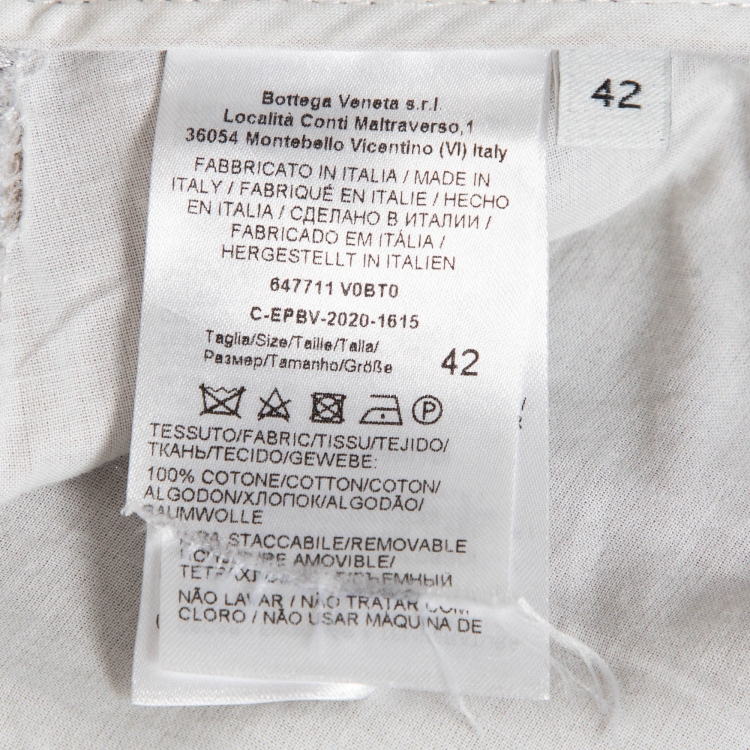 Bottega Veneta s.r.l.
Località Conti Maltraverso,1
36054 Montebello Vicentino (VI) Italy
42
FABBRICATO IN ITALIA / MADE IN
ITALY / FABRIQUÉ EN ITALIE / HECHO
EN ITALIA / СДЕЛАНО В ИТАЛИИ /
FABRICADO EM ITÁLIA /
HERGESTELLT IN ITALIEN
647711 V0BT0
C-EPBV-2020-1615
Taglia/Size/Taille/Talla/
Размер/Tamanho/Größe
42
P
TESSUTO/FABRIC/TISSU/TEJIDO/
ТКАНЬ/TECIDO/GEWEBE:
100% COTONE/COTTON/COTON/
ALGODON/ХЛОПОК/ALGODÃO/
BAUMWOLLE
STACCABILE/REMOVABLE
AMOVIBLE/
NÃO LAVAR / NÃO TRATAR COM
CLORO / NÃO USAR MÁQUINA DE